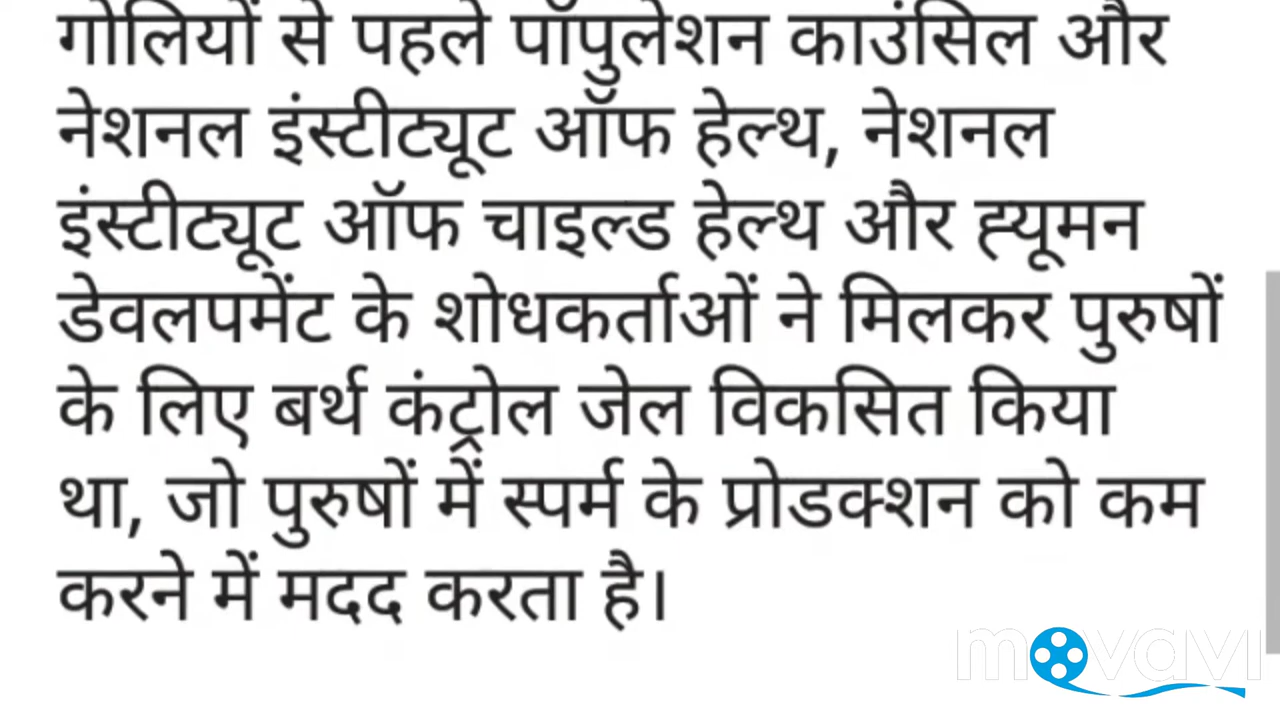 गोलियों से पहले पॉपुलेशन काउंसिल और
नेशनल इंस्टीट्यूट ऑफ हेल्थ, नेशनल
इंस्टीट्यूट ऑफ चाइल्ड हेल्थ और ह्यूमन
डेवलपमेंट के शोधकर्ताओं ने मिलकर पुरुषों
के लिए बर्थ कंट्रोल जेल विकसित किया
था, जो पुरुषों में स्पर्म के प्रोडक्शन को कम
करने में मदद करता है।
movavi